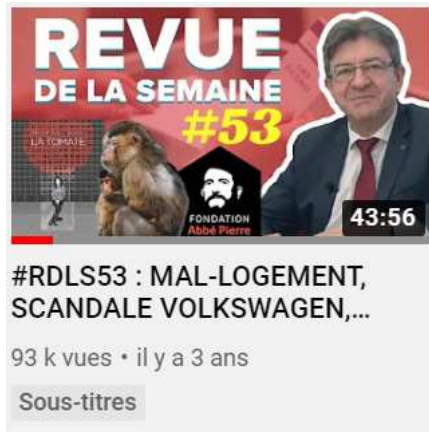 REVUE
DE LA SEMAINE
#53
LA TOMATE
FONDATION
Abbé Pierre
43:56
#RDLS53 : MAL-LOGEMENT,
SCANDALE VOLKSWAGEN,...
93 k vues • il y a 3 ans
Sous-titres